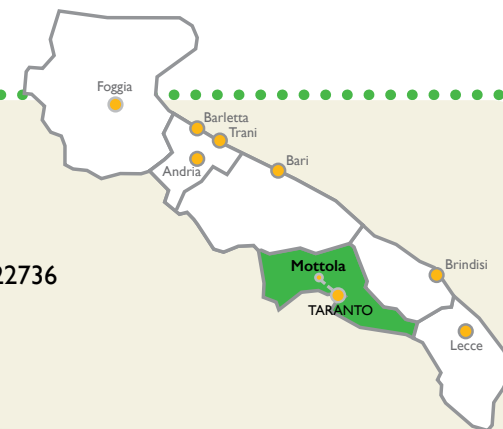 Foggia
Barletta
Trani
Andria
Bari
Mottola
22736
Brindisi
TARANTO
Lecce